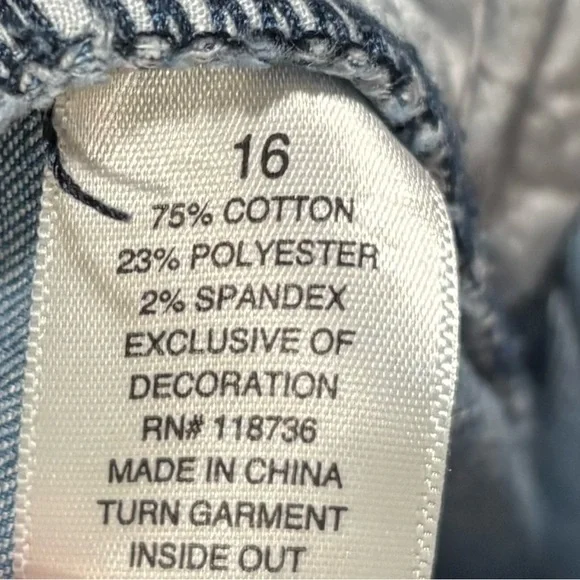 16
75% COTTON
23% POLYESTER
2% SPANDEX
EXCLUSIVE OF
DECORATION
RN# 118736
MADE IN CHINA
TURN GARMENT
INSIDE OUT